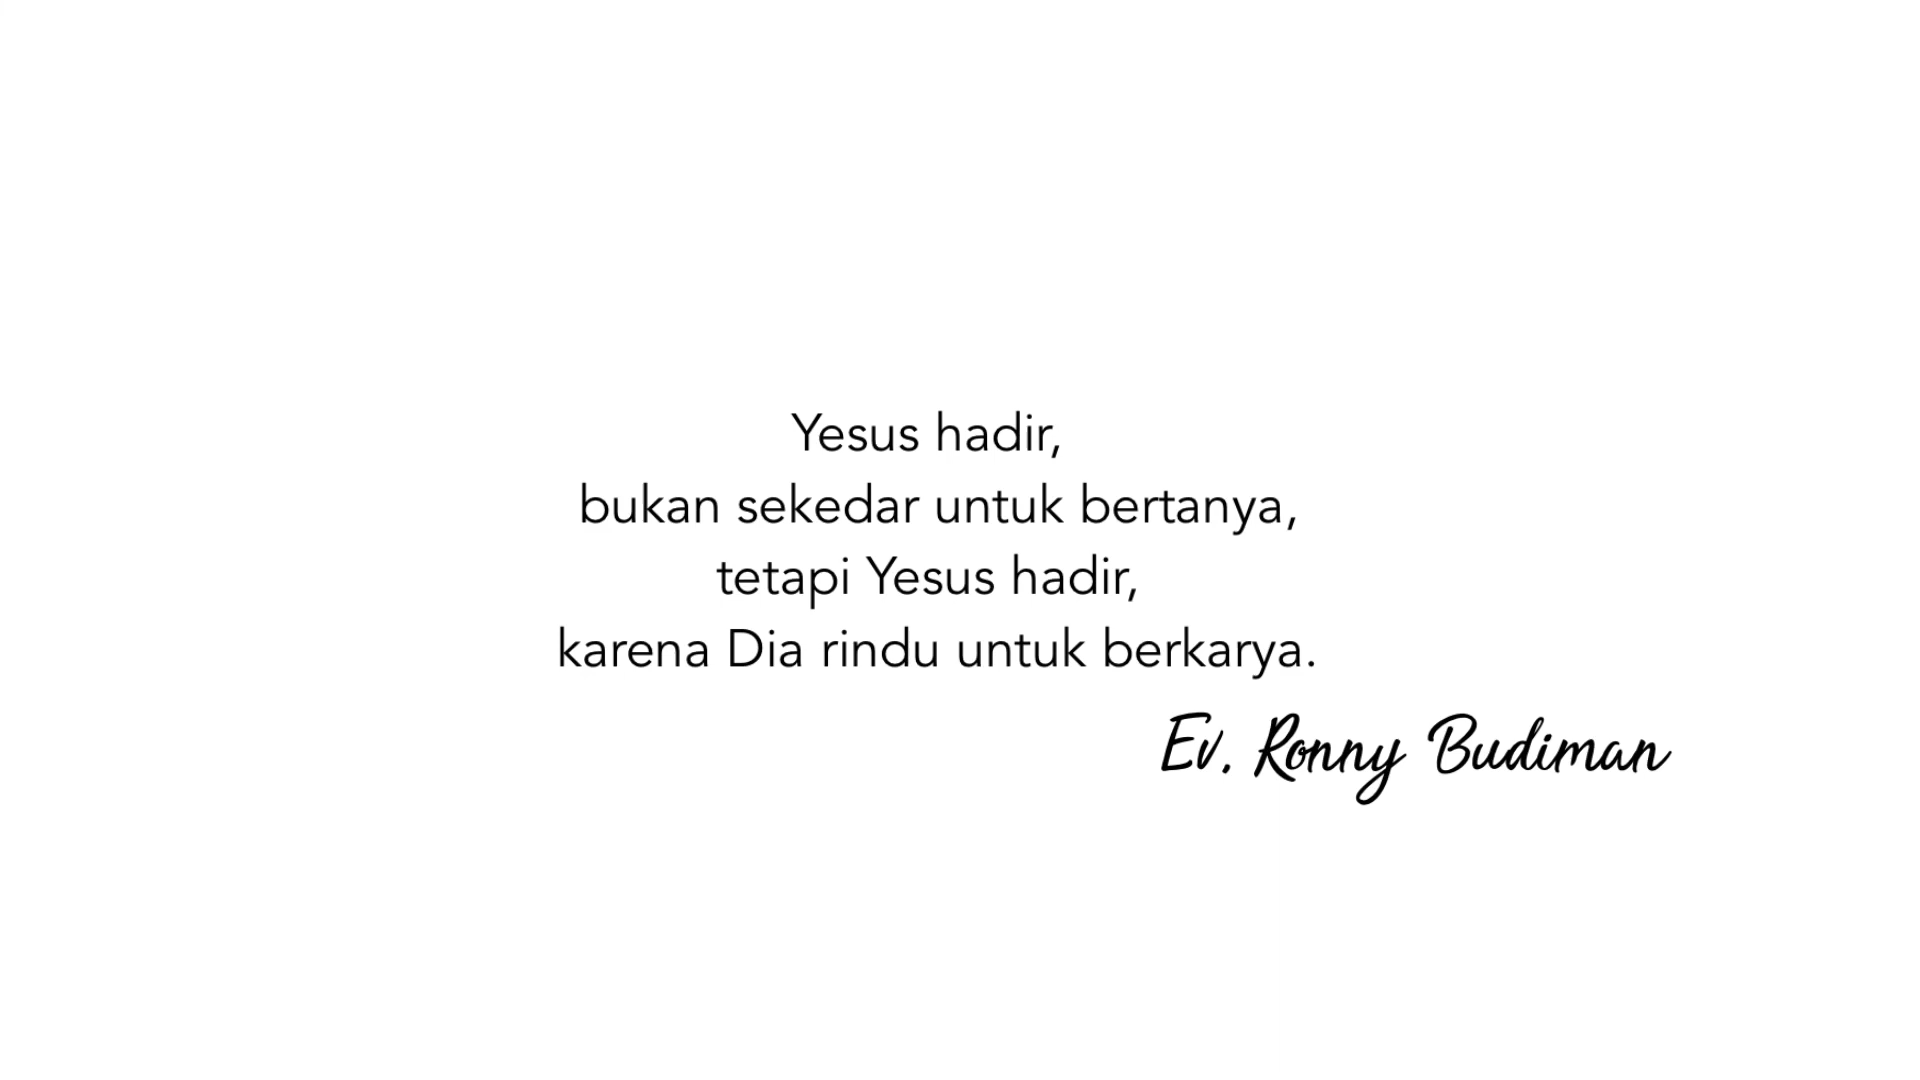 Yesus hadir,
bukan sekedar untuk bertanya,
tetapi Yesus hadir,
karena Dia rindu untuk berkarya.
Ev. Ronny Budiman